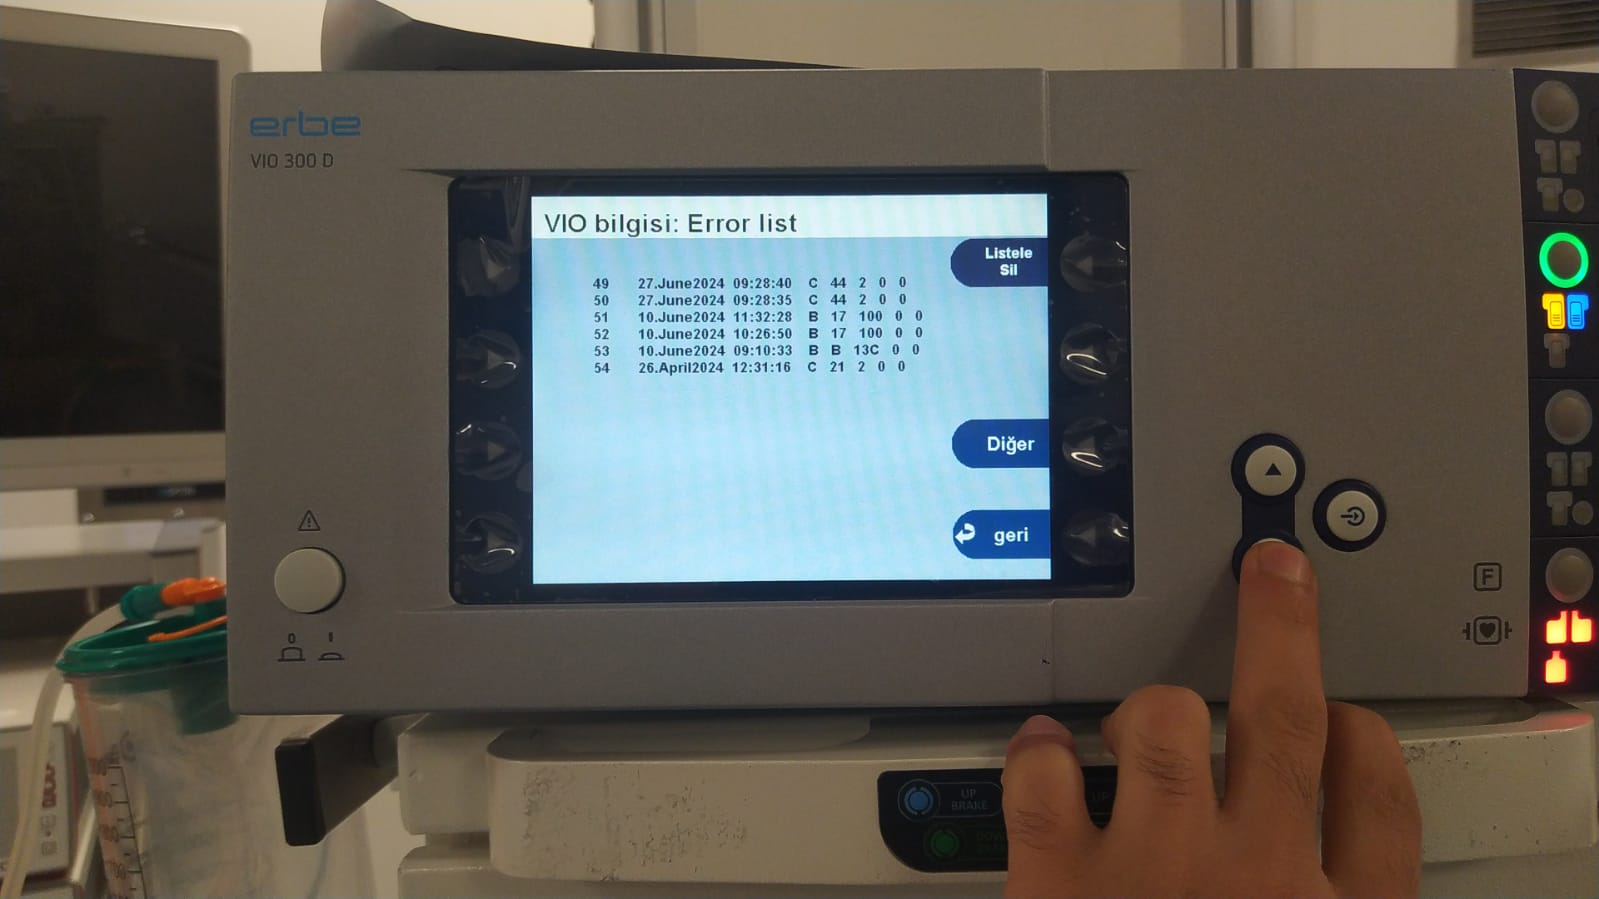 erbe
VIO 300 D
VIO bilgisi: Error list
Listele
Sil
49 27.June2024 09:28:40 C 44 2 0 0
50 27.June2024 09:28:35 C 44 2 0 0
51 10.June2024 11:32:28 B 17 100 0 0
52 10.June2024 10:26:50 B 17 100 0 0
53 10.June2024 09:10:33 B B 13C 0 0
54 26.April2024 12:31:16 C 21 2 0 0
Diğer
geri
F
UP
BRAKE
UP